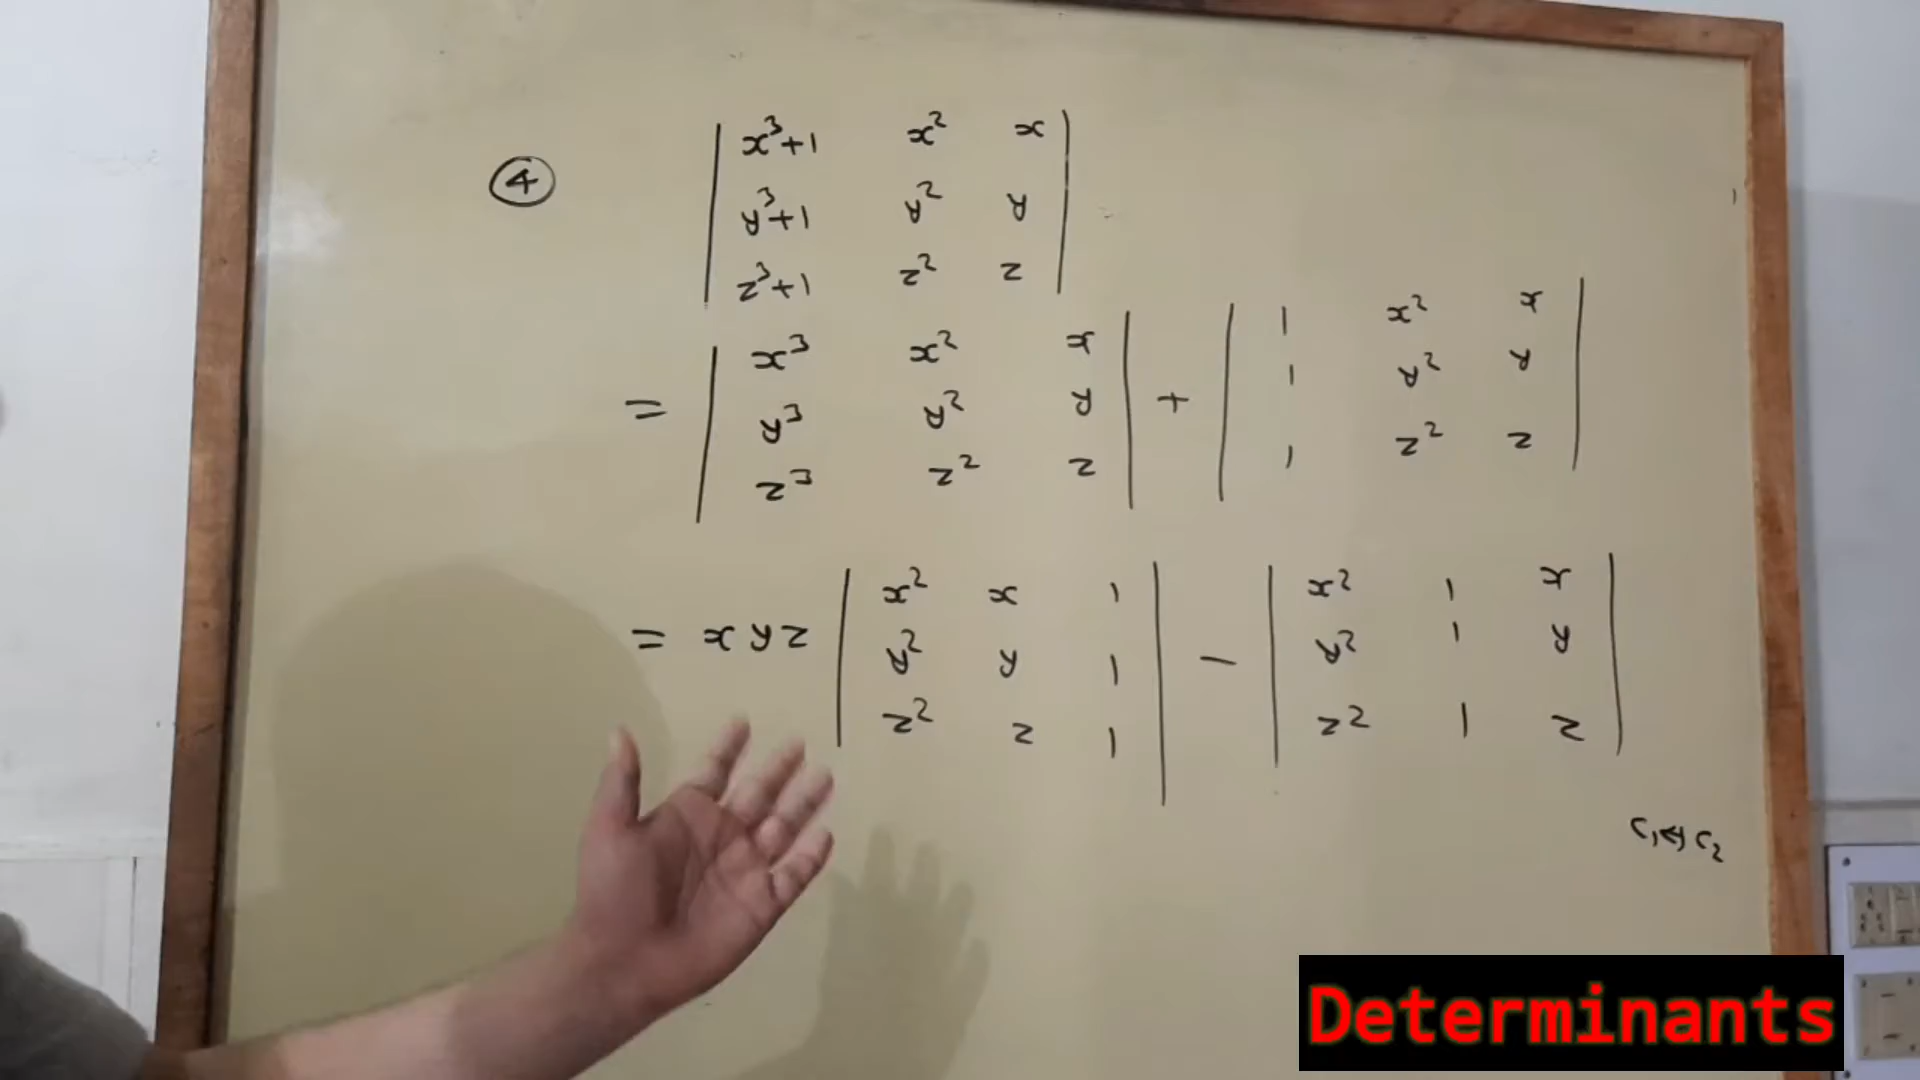 ④ | x³+1 x² x |
| y³+1 y² y |
| z³+1 z² z |
= | x³ x² x | + | 1 x² x |
| y³ y² y | | 1 y² y |
| z³ z² z | | 1 z² z |
= xyz | x² x 1 | − | x² 1 x |
| y² y 1 | | y² 1 y |
| z² z 1 | | z² 1 z |
C₁↔C₂
Determinants